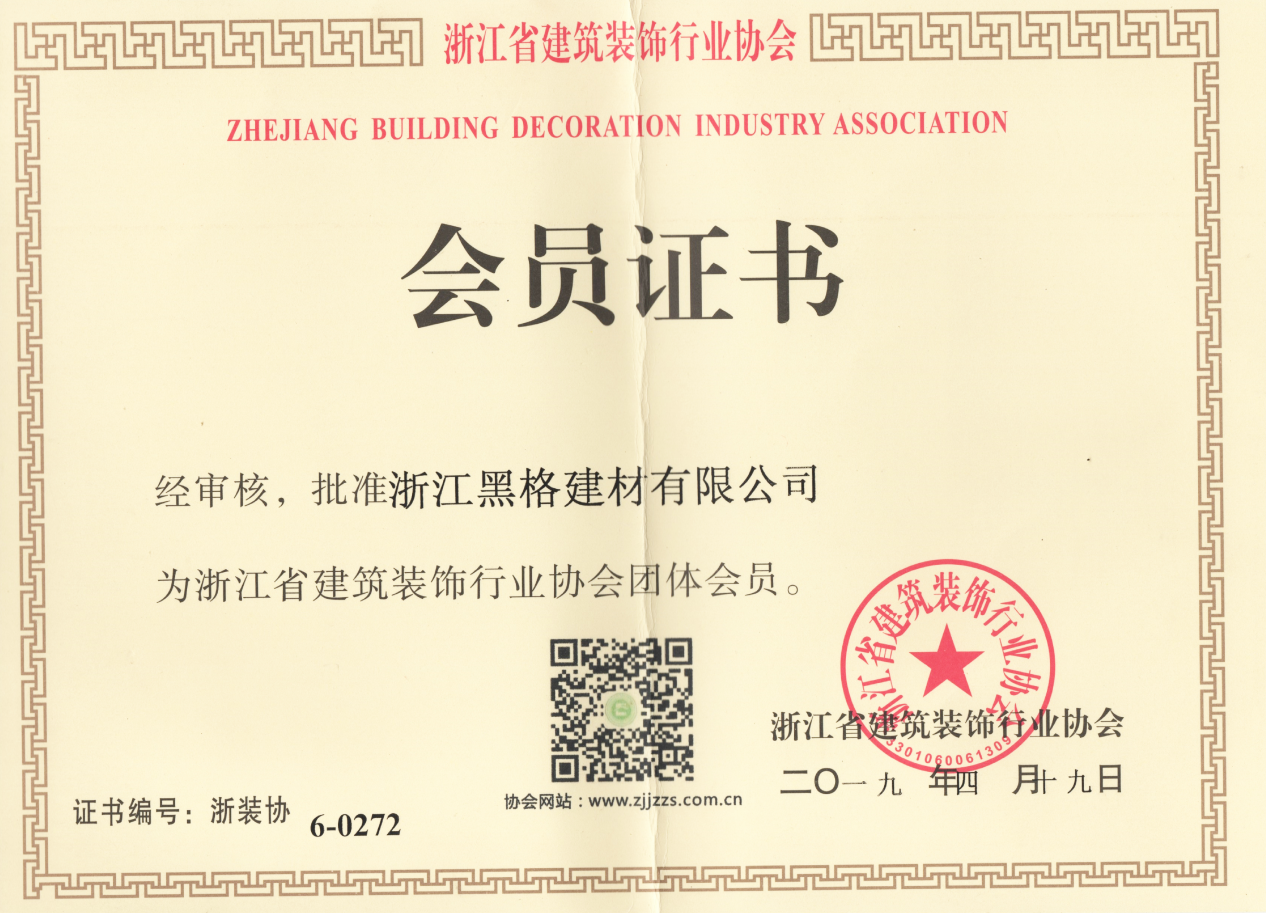 浙江省建筑装饰行业协会
ZHEJIANG BUILDING DECORATION INDUSTRY ASSOCIATION
会员证书
经审核，批准浙江黑格建材有限公司
为浙江省建筑装饰行业协会团体会员。
浙江省建筑装饰行业协会
3301060061309
浙江省建筑装饰行业协会
二〇一九 年四 月十九日
协会网站：www.zjjzzs.com.cn
证书编号：浙装协 6-0272